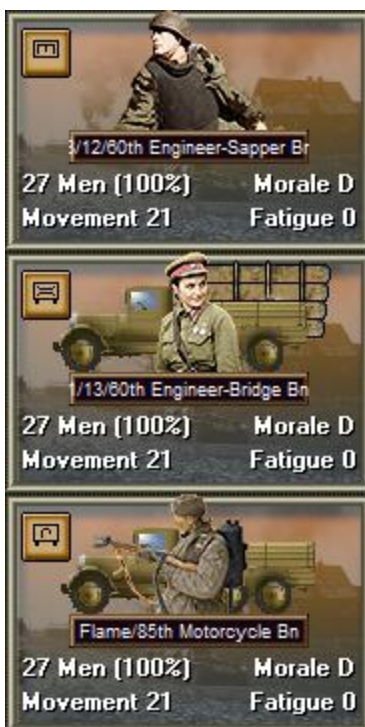 /12/60th Engineer-Sapper Br
27 Men (100%) Morale D
Movement 21 Fatigue 0
/13/60th Engineer-Bridge Bn
27 Men (100%) Morale D
Movement 21 Fatigue 0
Flame/85th Motorcycle Bn
27 Men (100%) Morale D
Movement 21 Fatigue 0